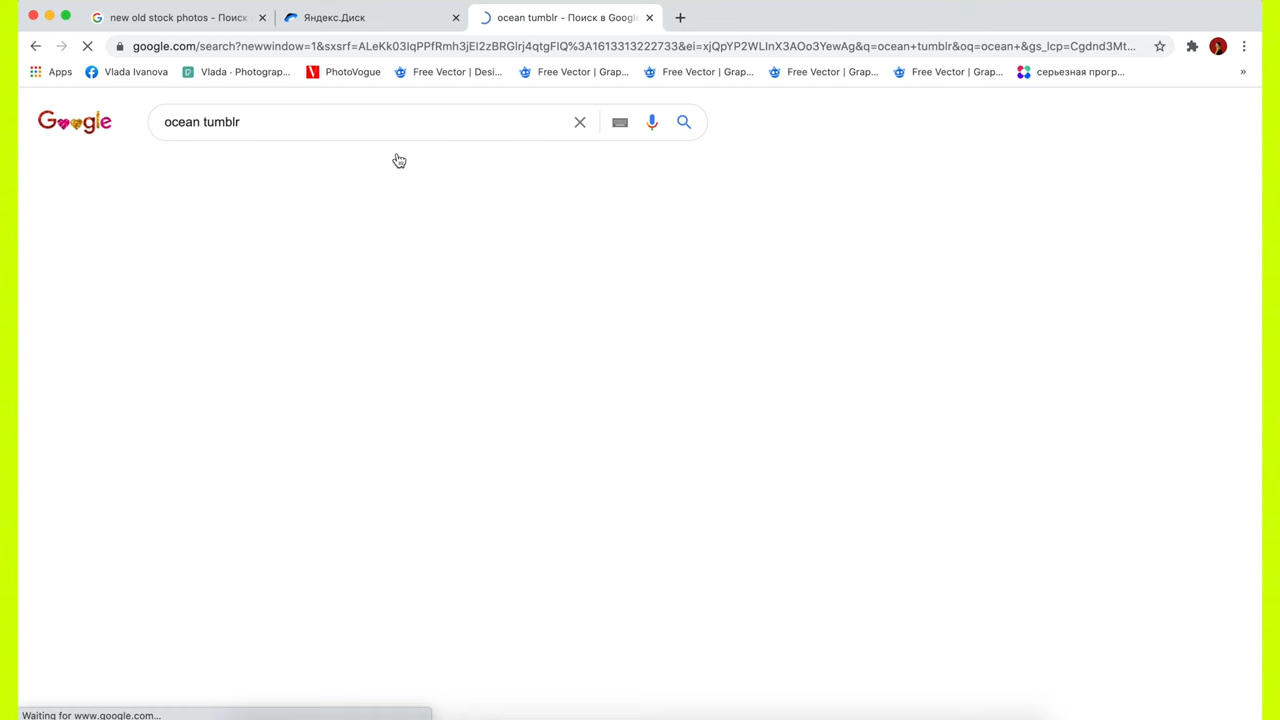 new old stock photos - Поиск
Яндекс.Диск
ocean tumblr - Поиск в Google
google.com/search?newwindow=1&sxsrf=ALeKk03IqPPfRmh3jEI2zBRGlrj4qtgFIQ%3A1613313222733&ei=xjQpYP2WLInX3AOo3YewAg&q=ocean+tumblr&oq=ocean+&gs_lcp=Cgdnd3Mt...
Apps
Vlada Ivanova
Vlada · Photograp...
PhotoVogue
Free Vector | Desi...
Free Vector | Grap...
Free Vector | Grap...
Free Vector | Grap...
Free Vector | Grap...
серьезная прогр...
»
Google
ocean tumblr
Waiting for www.google.com...